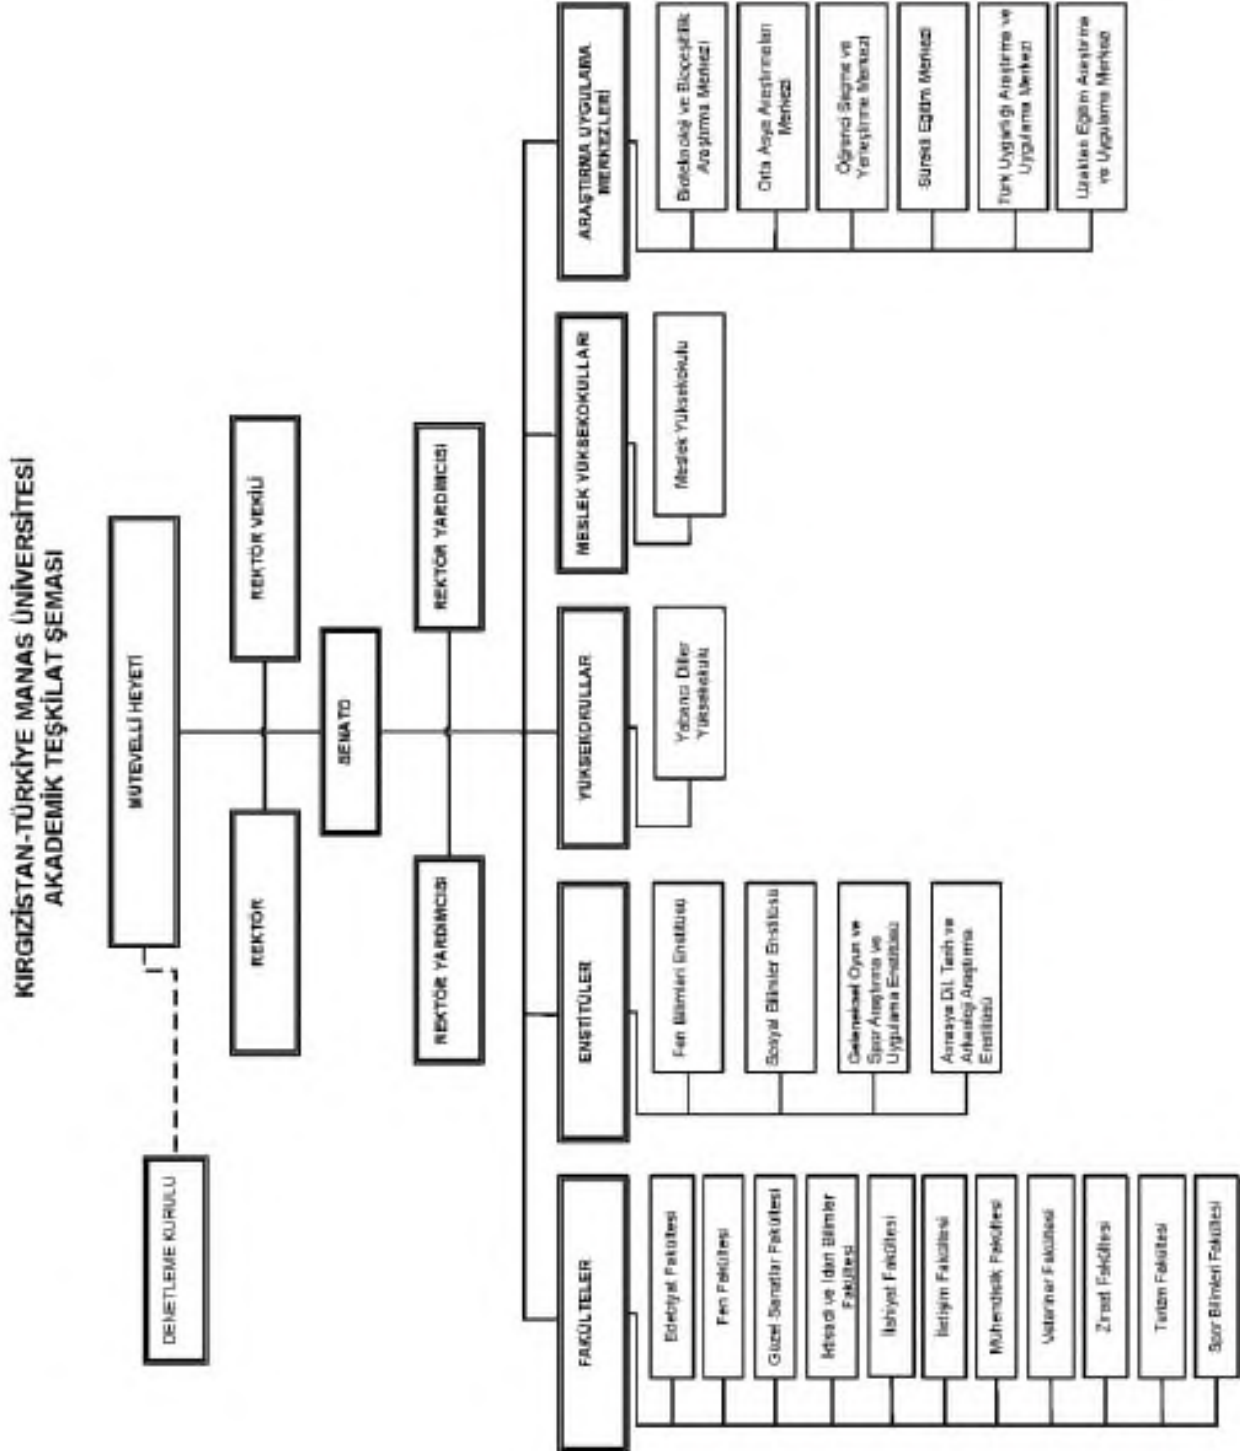 KIRGIZİSTAN-TÜRKİYE MANAS ÜNİVERSİTESİ
AKADEMİK TEŞKİLAT ŞEMASI
MÜTEVELLİ HEYETİ
DENETLEME KURULU
REKTÖR
REKTÖR VEKİLİ
SENATO
REKTÖR YARDIMCISI
REKTÖR YARDIMCISI
FAKÜLTELER
Edebiyat Fakültesi
Fen Fakültesi
Güzel Sanatlar Fakültesi
İktisadi ve İdari Bilimler
Fakültesi
İlahiyat Fakültesi
İletişim Fakültesi
Mühendislik Fakültesi
Veteriner Fakültesi
Ziraat Fakültesi
Turizm Fakültesi
Spor Bilimleri Fakültesi
ENSTİTÜLER
Fen Bilimleri Enstitüsü
Sosyal Bilimler Enstitüsü
Geleneksel Oyun ve
Spor Araştırma ve
Uygulama Enstitüsü
Avrasya Dil, Tarih ve
Arkeoloji Araştırma
Enstitüsü
YÜKSEKOKULLAR
Yabancı Diller
Yüksekokulu
MESLEK YÜKSEKOKULLARI
Meslek Yüksekokulu
ARAŞTIRMA UYGULAMA
MERKEZLERİ
Bioteknoloji ve Bioçeşitlilik
Araştırma Merkezi
Orta Asya Araştırmaları
Merkezi
Öğrenci Seçme ve
Yerleştirme Merkezi
Sürekli Eğitim Merkezi
Türk Uygarlığı Araştırma ve
Uygulama Merkezi
Uzaktan Eğitim Araştırma
ve Uygulama Merkezi